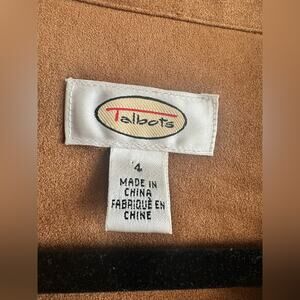 Talbots
4
MADE IN
CHINA
FABRIQUÉ EN
CHINE